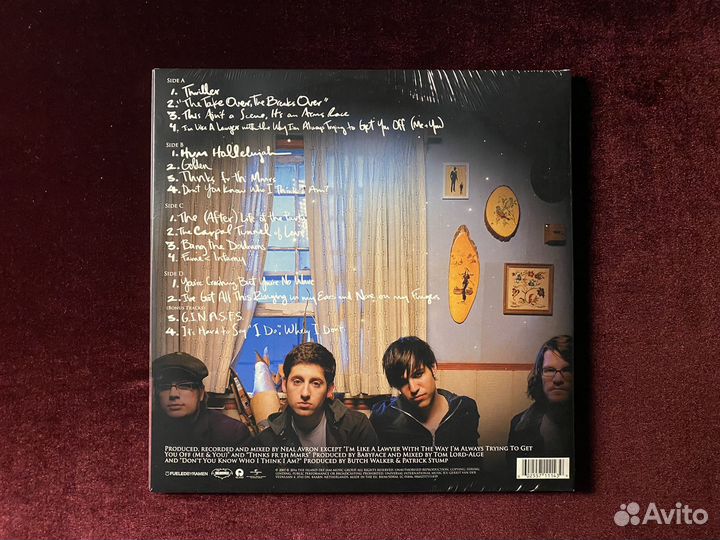 SIDE A
1. Thriller
2. "The Take Over, The Breaks Over"
3. This Ain't a Scene, It's an Arms Race
4. I'm Like A Lawyer with the Way I'm Always Trying to Get You Off (Me + You)
SIDE B
1. Hum Hallelujah
2. Golden
3. Thnks fr th Mmrs
4. Don't You Know Who I Think I Am?
SIDE C
1. The (After) Life of the Party
2. The Carpal Tunnel of Love
3. Bang the Doldrums
4. Fame < Infamy
SIDE D
1. You're Crashing But You're No Wave
2. I've Got All This Ringing in my Ears and None on my Fingers
(BONUS TRACKS)
3. G.I.N.A.S.F.S.
4. It's Hard to Say "I Do", When I Don't
PRODUCED, RECORDED AND MIXED BY NEAL AVRON EXCEPT "I'M LIKE A LAWYER WITH THE WAY I'M ALWAYS TRYING TO GET
YOU OFF (ME & YOU)" AND "THNKS FR TH MMRS" PRODUCED BY BABYFACE AND MIXED BY TOM LORD-ALGE
AND "DON'T YOU KNOW WHO I THINK I AM?" PRODUCED BY BUTCH WALKER & PATRICK STUMP
FUELEDBYRAMEN
ISLAND
UNIVERSAL
Avito